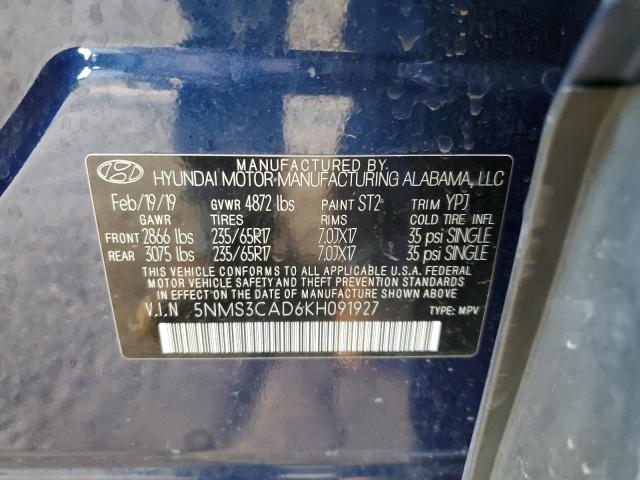 MANUFACTURED BY.
HYUNDAI MOTOR-MANUFACTURING ALABAMA, LLC
Feb/19/19 GVWR 4872 lbs PAINT ST2 TRIM YPJ
GAWR TIRES RIMS COLD TIRE INFL
FRONT 2866 lbs 235/65R17 7.0JX17 35 psi SINGLE
REAR 3075 lbs 235/65R17 7.0JX17 35 psi SINGLE
THIS VEHICLE CONFORMS TO ALL APPLICABLE U.S.A. FEDERAL
MOTOR VEHICLE SAFETY AND THEFT PREVENTION STANDARDS
IN EFFECT ON THE DATE OF MANUFACTURE SHOWN ABOVE.
V.I.N 5NMS3CAD6KH091927 TYPE: MPV